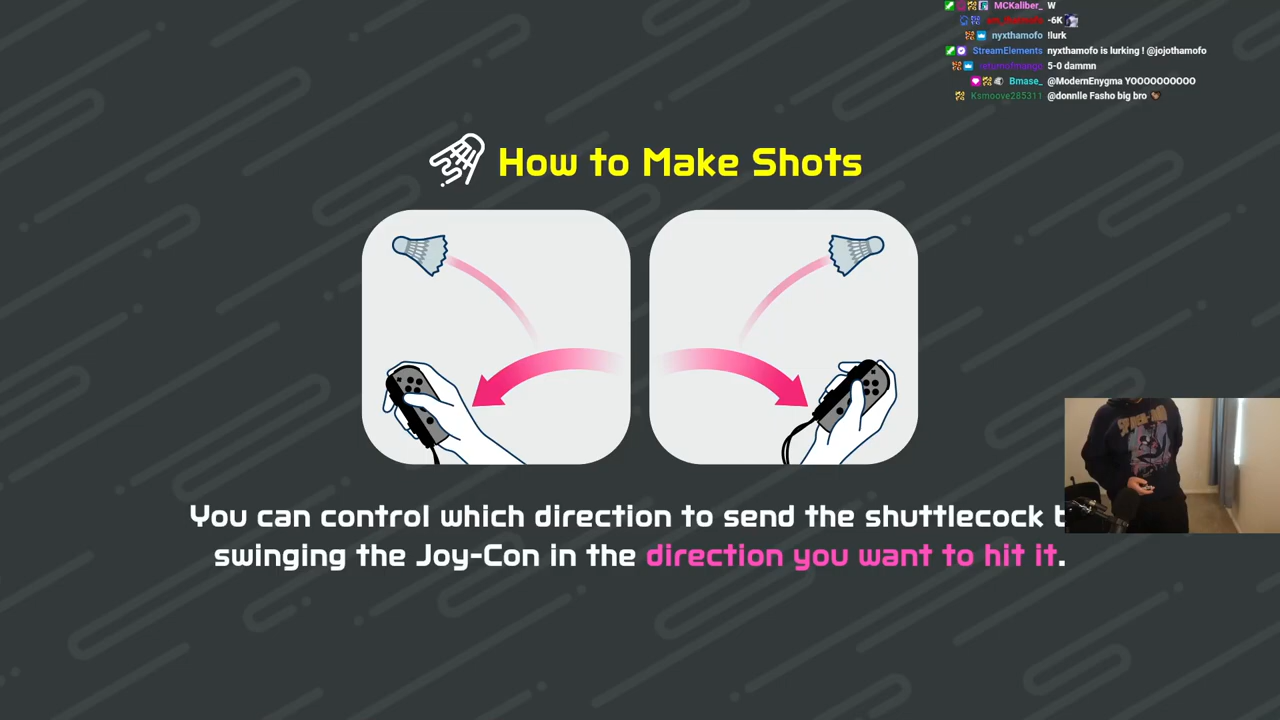 MCKaliber_ W
-6K
nyxthamofo !lurk
StreamElements nyxthamofo is lurking ! @jojothamofo
returnofmango 5-0 dammn
Bmase_ @ModernEnygma YOOOOOOOOOO
Ksmoove285311 @donnlle Fasho big bro
How to Make Shots
You can control which direction to send the shuttlecock b
swinging the Joy-Con in the direction you want to hit it.